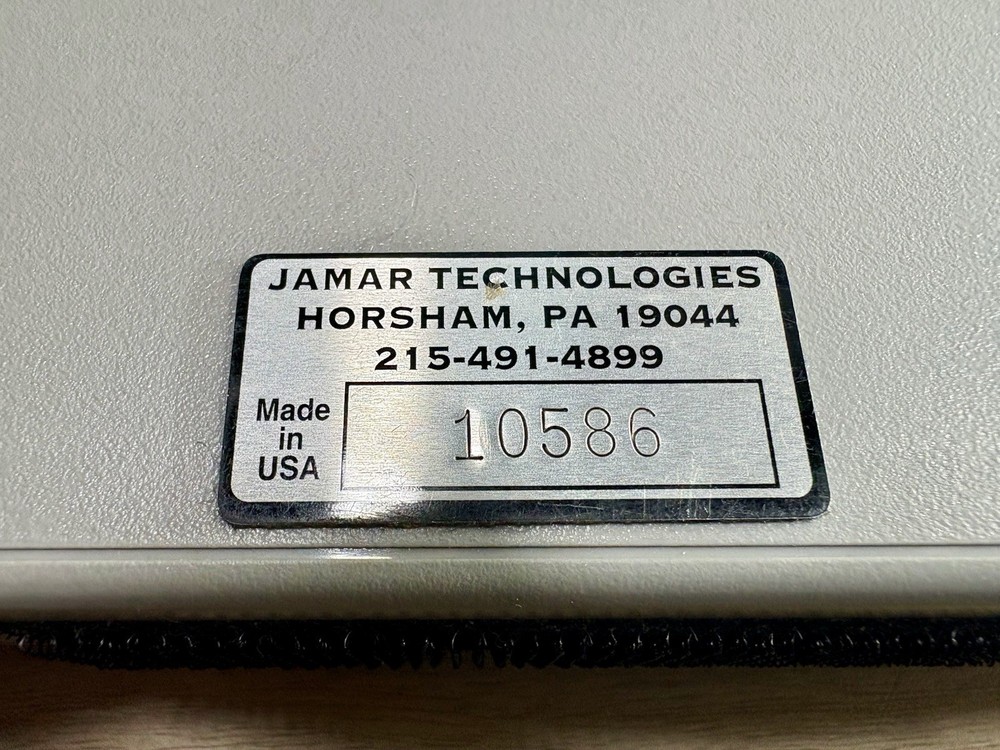 JAMAR TECHNOLOGIES
HORSHAM, PA 19044
215-491-4899
Made
in
USA
10586